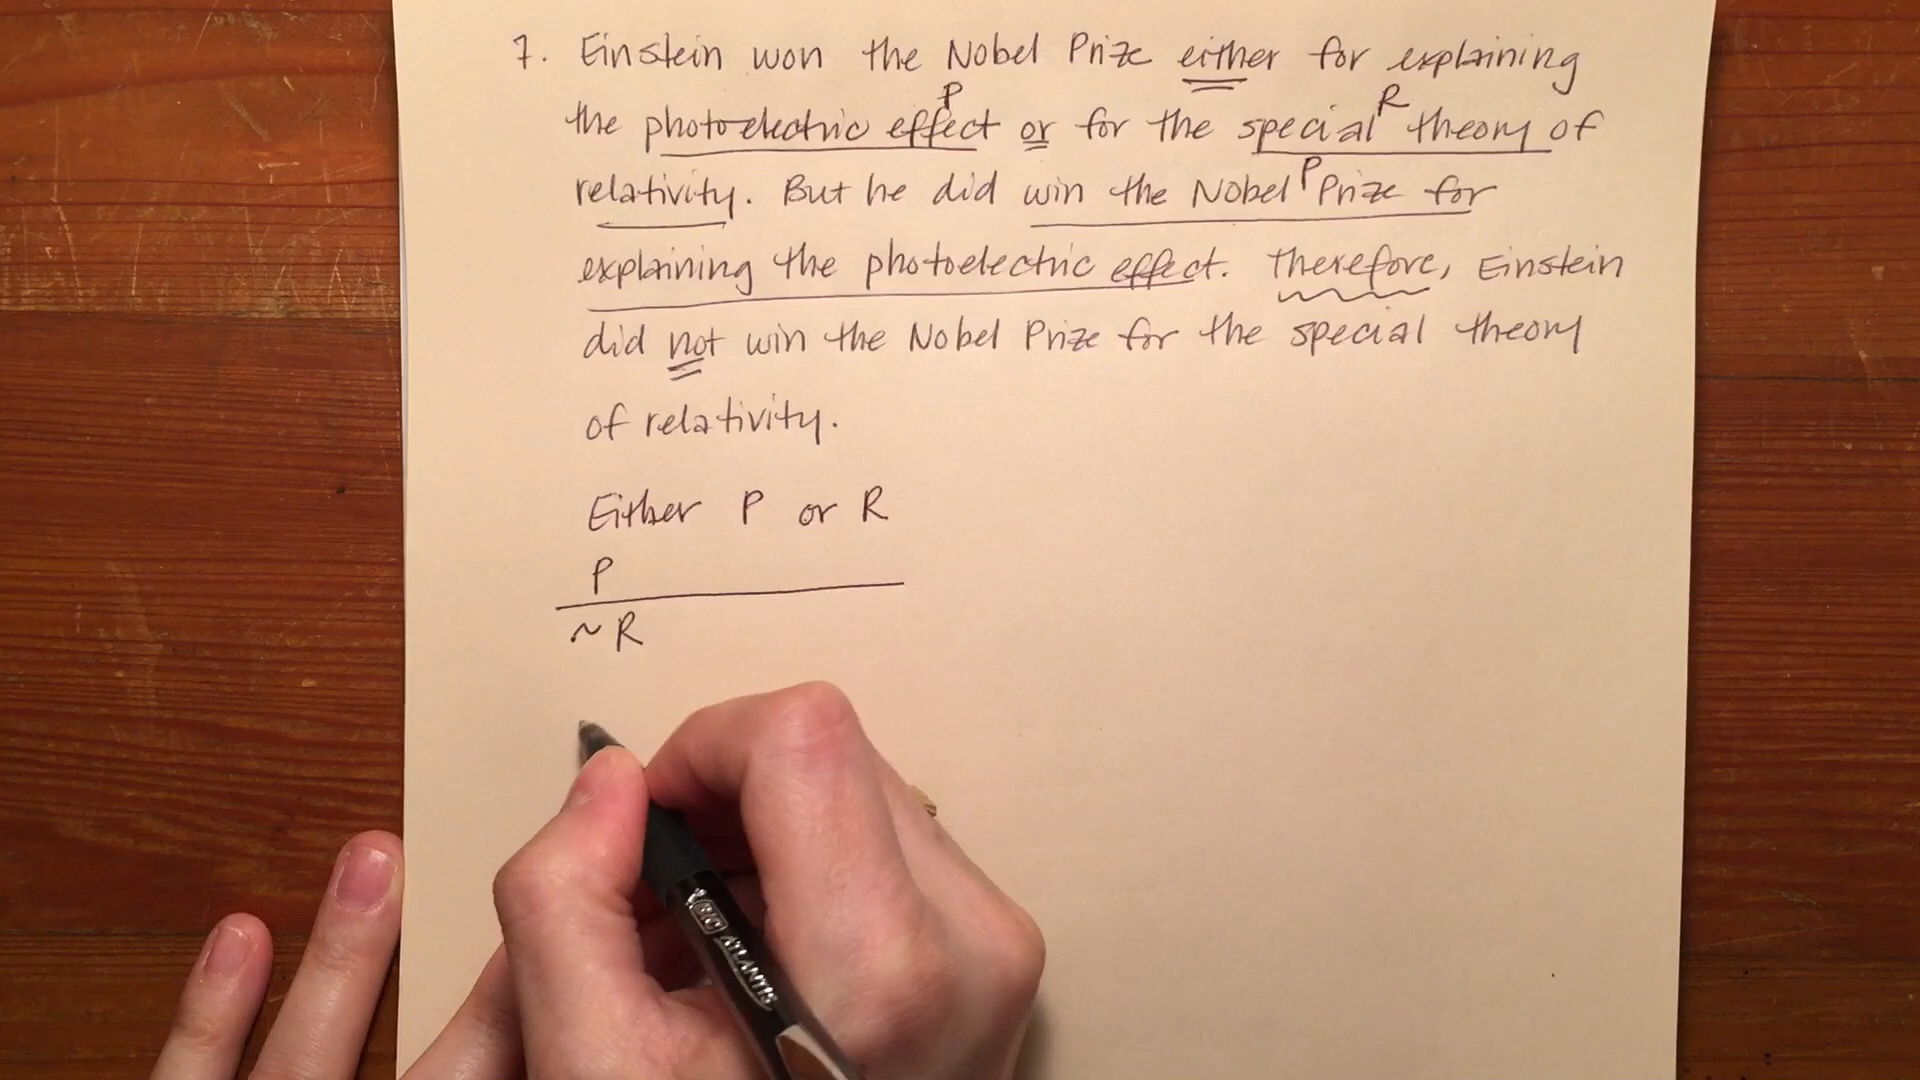 7. Einstein won the Nobel Prize either for explaining
P R
the photoelectric effect or for the special theory of
P
relativity. But he did win the Nobel Prize for
explaining the photoelectric effect. Therefore, Einstein
did not win the Nobel Prize for the special theory
of relativity.
Either P or R
P
~ R
BIC ATLANTIS